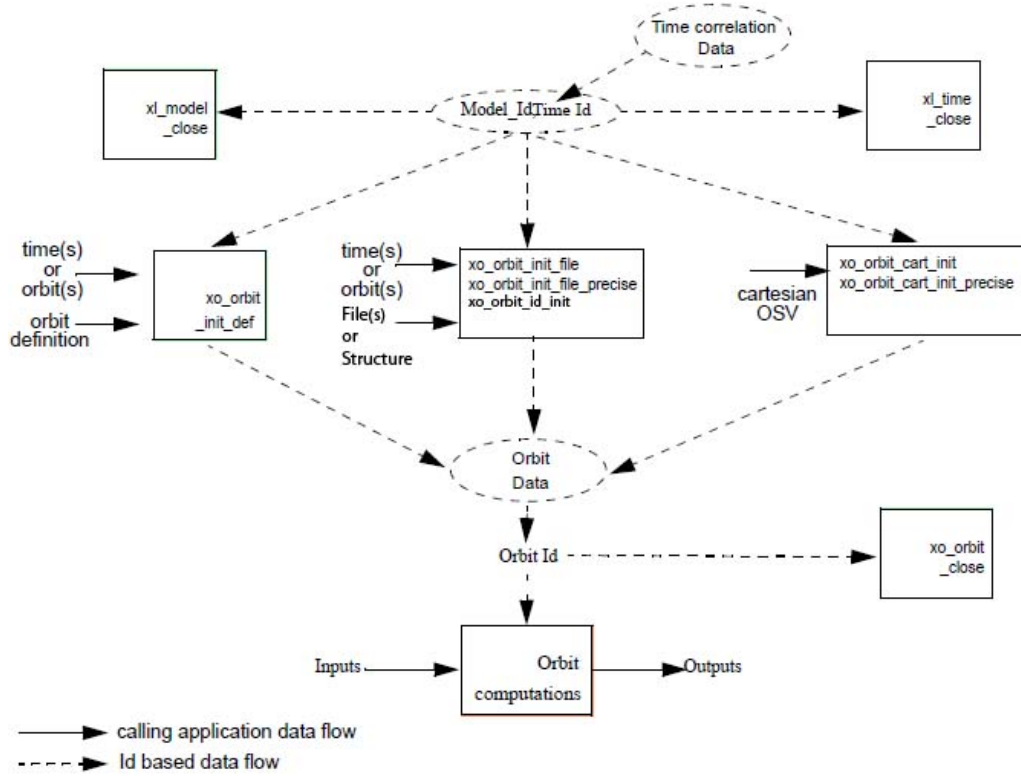 Time correlation
Data
xl_model
_close
Model_Id,Time Id
xl_time
_close
time(s)
or
orbit(s)
orbit
definition
xo_orbit
_init_def
time(s)
or
orbit(s)
File(s)
or
Structure
xo_orbit_init_file
xo_orbit_init_file_precise
xo_orbit_id_init
cartesian
OSV
xo_orbit_cart_init
xo_orbit_cart_init_precise
Orbit
Data
Orbit Id
xo_orbit
_close
Inputs
Orbit
computations
Outputs
calling application data flow
Id based data flow